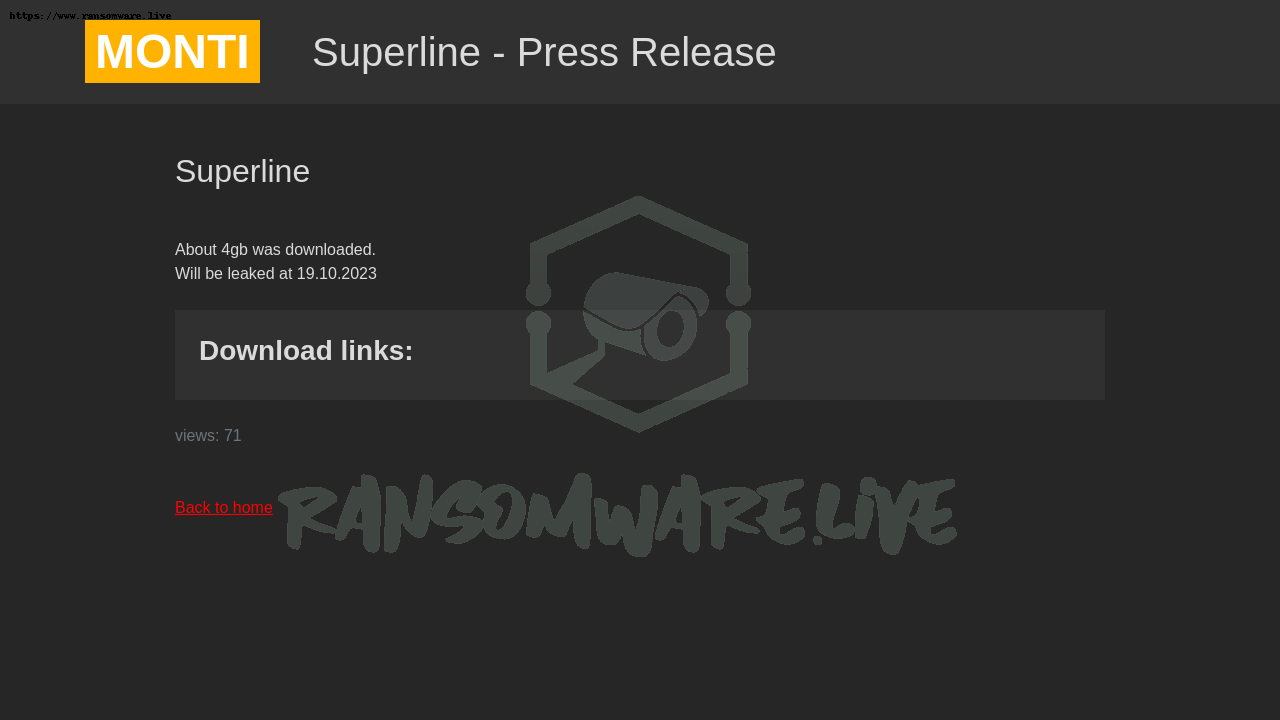 https://www.ransomware.live
MONTI
Superline - Press Release
Superline
About 4gb was downloaded.
Will be leaked at 19.10.2023
Download links:
views: 71
Back to home
RANSOMWARE.LIVE